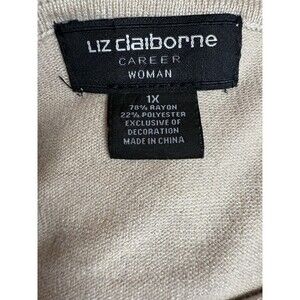 Liz claiborne
CAREER
WOMAN
1X
78% RAYON
22% POLYESTER
EXCLUSIVE OF
DECORATION
MADE IN CHINA